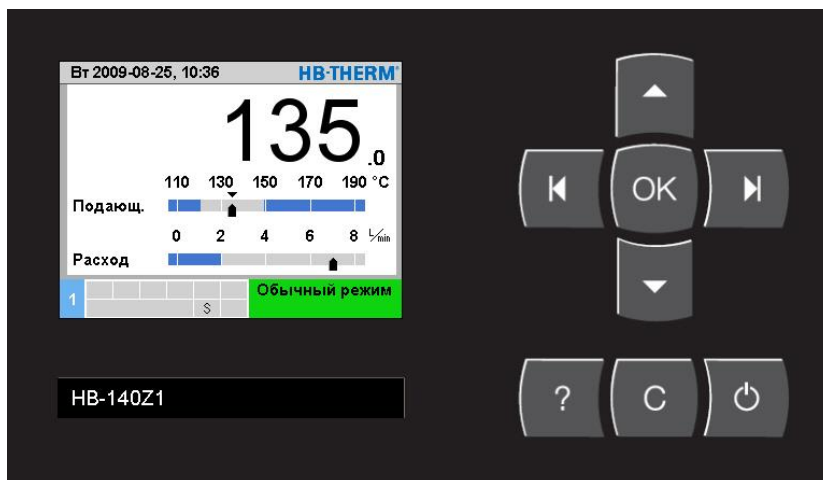 Вт 2009-08-25, 10:36 HB-THERM®
135.0
110 130 150 170 190 °C
Подающ.
0 2 4 6 8 L/min
Расход
1 S Обычный режим
HB-140Z1
OK
? C